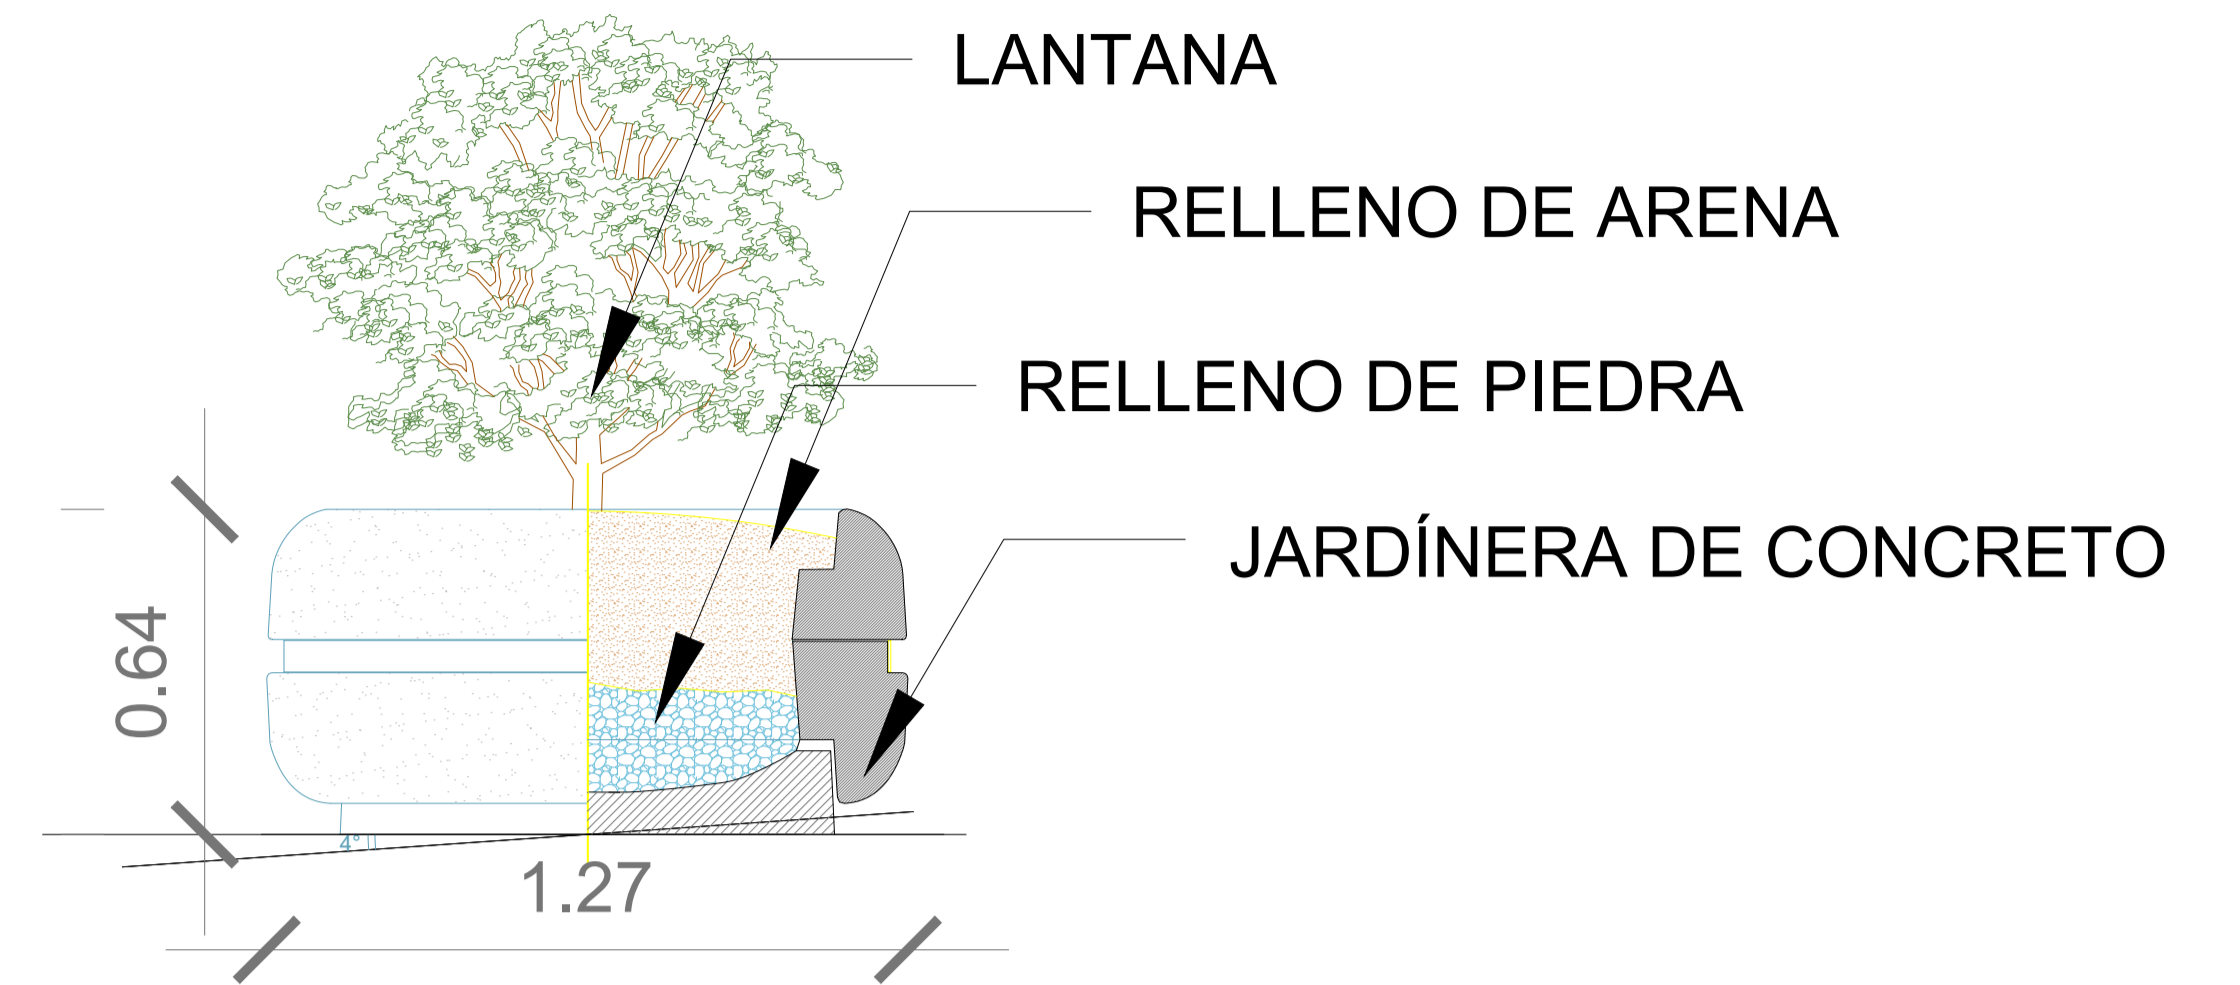 LANTANA
RELLENO DE ARENA
RELLENO DE PIEDRA
JARDÍNERA DE CONCRETO
0.64
4°
1.27